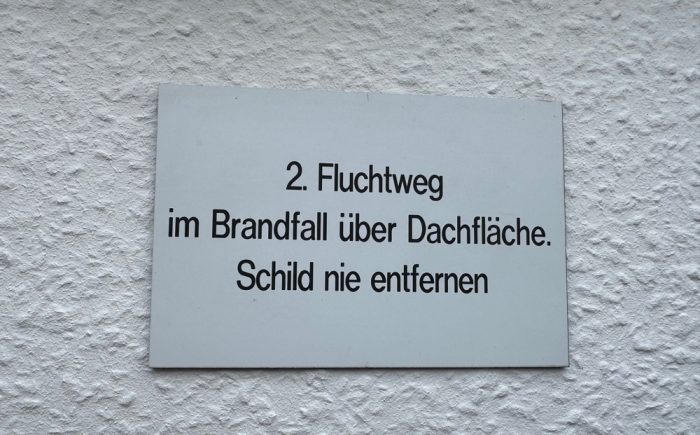 2. Fluchtweg
im Brandfall über Dachfläche.
Schild nie entfernen